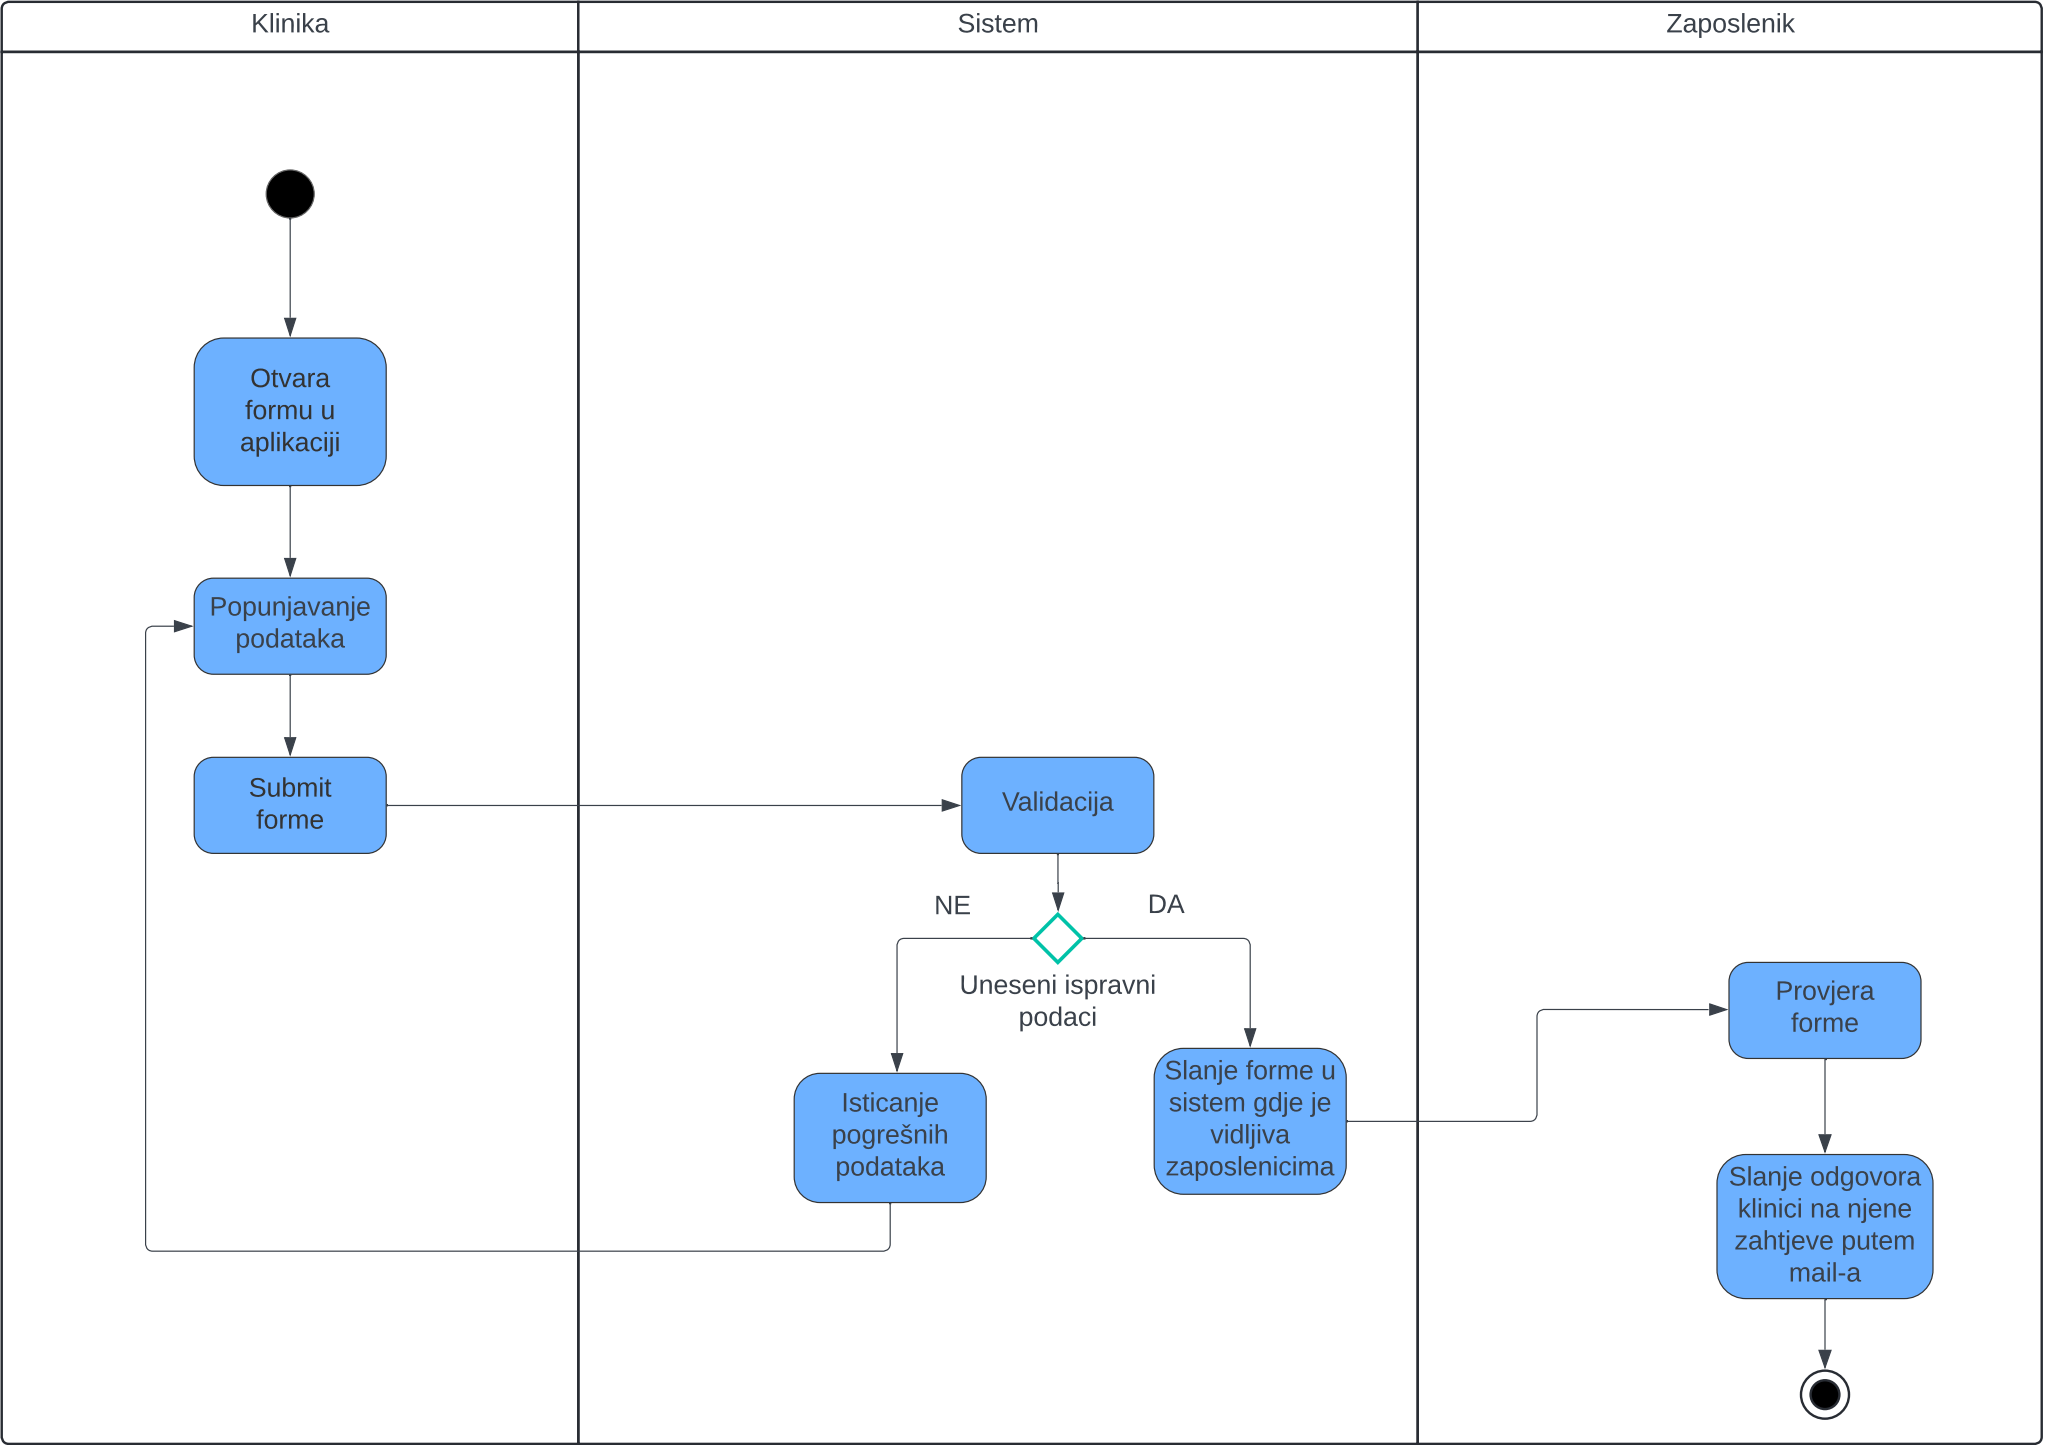 Klinika
Sistem
Zaposlenik
Otvara
formu u
aplikaciji
Popunjavanje
podataka
Submit
forme
Validacija
NE
DA
Uneseni ispravni
podaci
Isticanje
pogrešnih
podataka
Slanje forme u
sistem gdje je
vidljiva
zaposlenicima
Provjera
forme
Slanje odgovora
klinici na njene
zahtjeve putem
mail-a